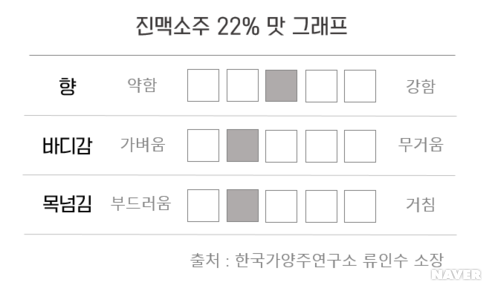 진맥소주 22% 맛 그래프
향 약함 강함
바디감 가벼움 무거움
목넘김 부드러움 거침
출처 : 한국가양주연구소 류인수 소장
NAVER